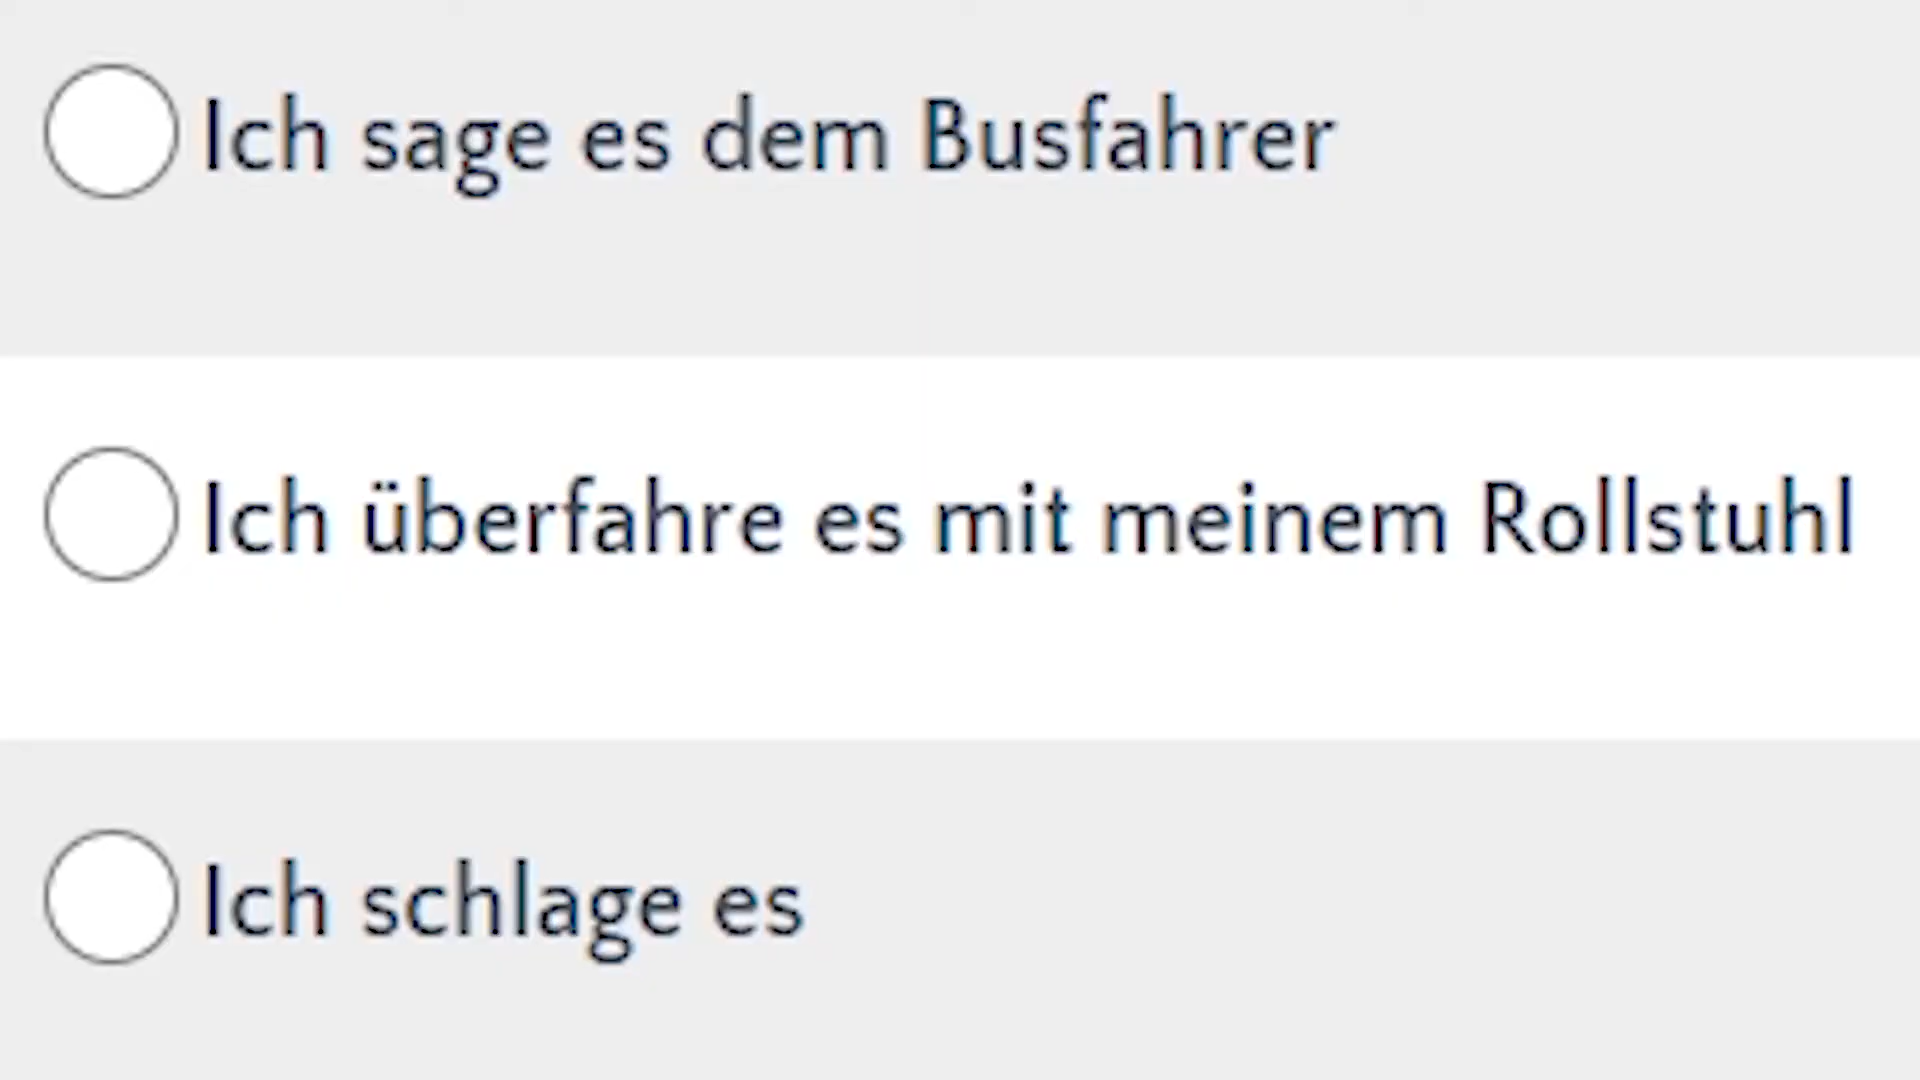 Ich sage es dem Busfahrer
Ich überfahre es mit meinem Rollstuhl
Ich schlage es